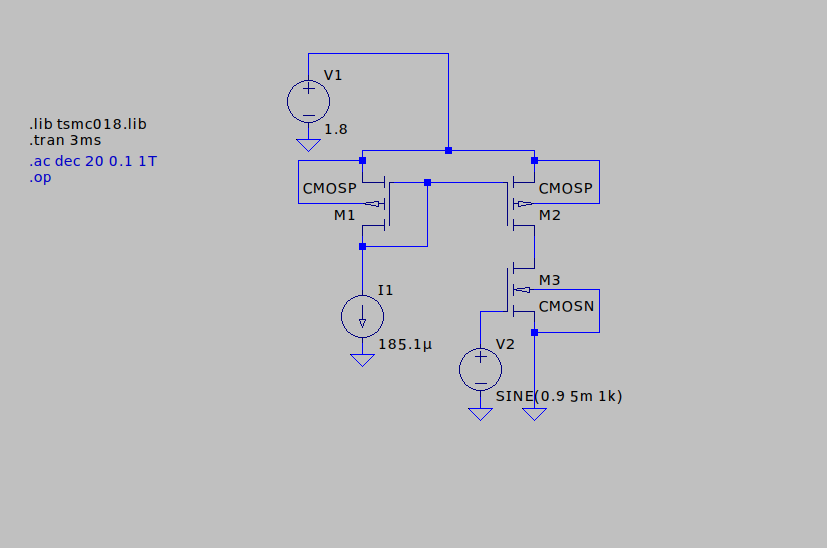 V1
1.8
.lib tsmc018.lib
.tran 3ms
.ac dec 20 0.1 1T
.op
CMOSP
M1
CMOSP
M2
I1
185.1µ
M3
CMOSN
V2
SINE(0.9 5m 1k)